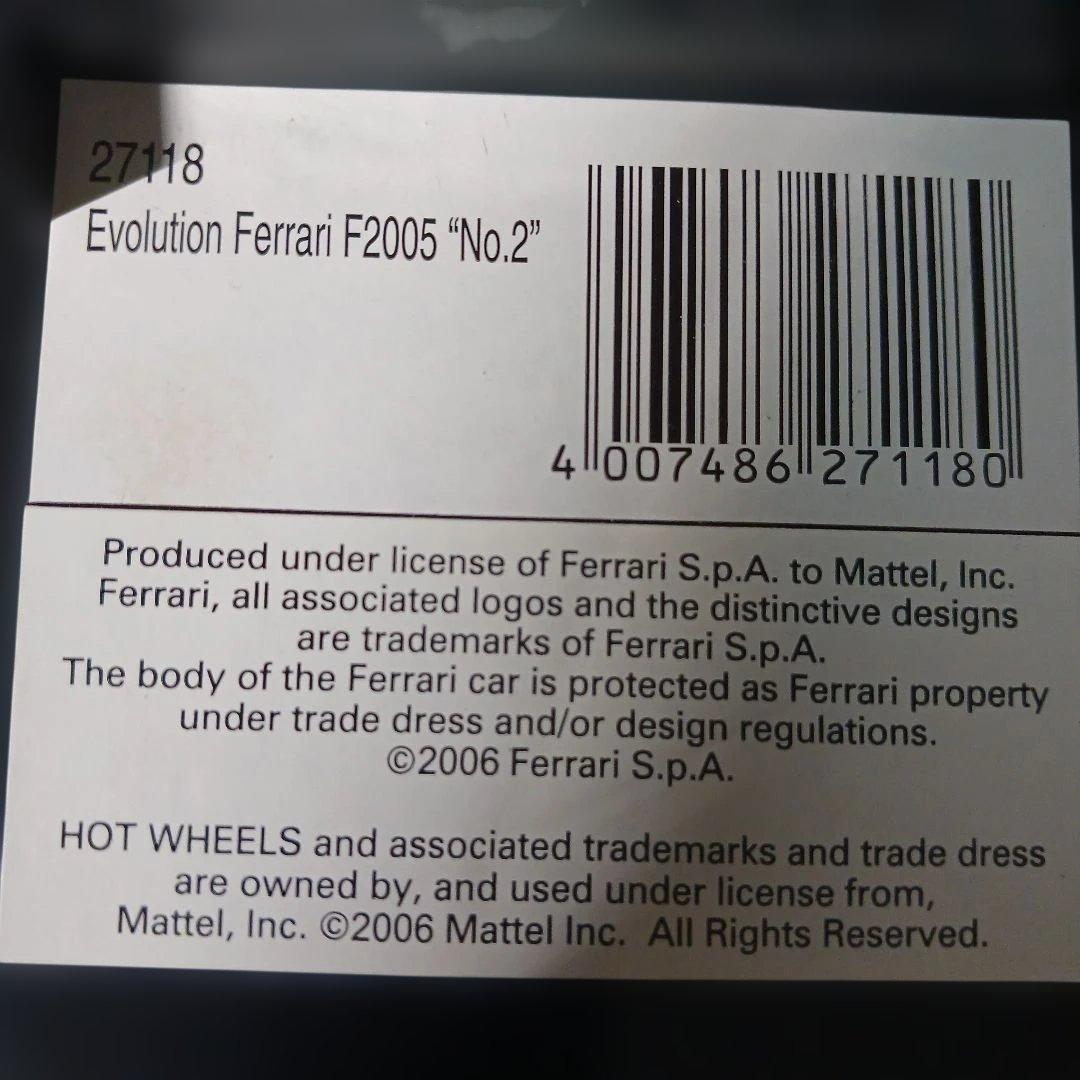 27118
Evolution Ferrari F2005 “No.2”
4 007486 271180
Produced under license of Ferrari S.p.A. to Mattel, Inc.
Ferrari, all associated logos and the distinctive designs
are trademarks of Ferrari S.p.A.
The body of the Ferrari car is protected as Ferrari property
under trade dress and/or design regulations.
©2006 Ferrari S.p.A.
HOT WHEELS and associated trademarks and trade dress
are owned by, and used under license from,
Mattel, Inc. ©2006 Mattel Inc. All Rights Reserved.